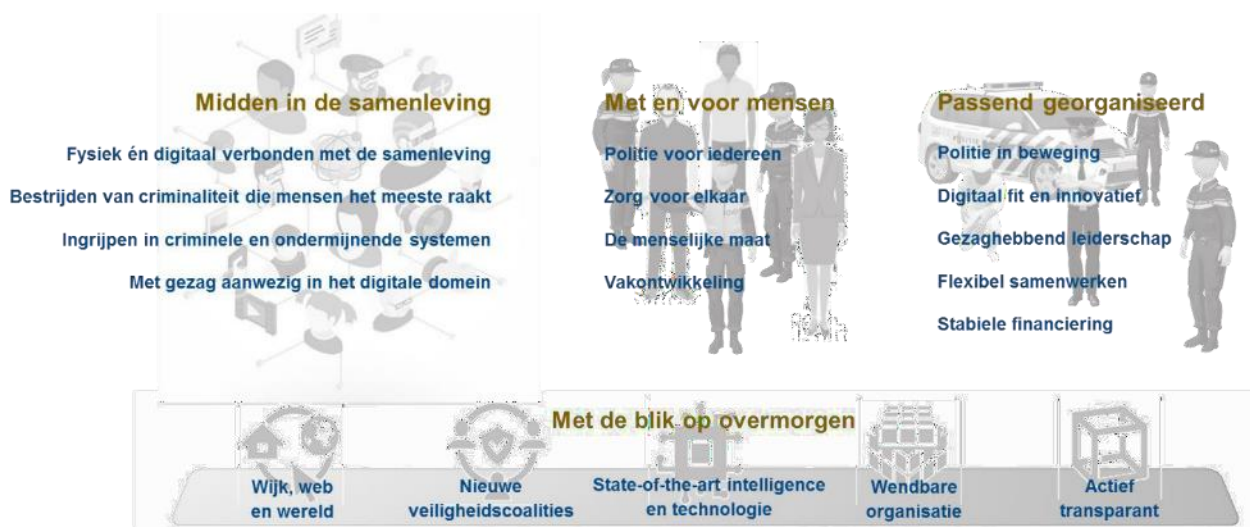 Midden in de samenleving
Fysiek én digitaal verbonden met de samenleving
Bestrijden van criminaliteit die mensen het meeste raakt
Ingrijpen in criminele en ondermijnende systemen
Met gezag aanwezig in het digitale domein
Met en voor mensen
Politie voor iedereen
Zorg voor elkaar
De menselijke maat
Vakontwikkeling
Passend georganiseerd
Politie in beweging
Digitaal fit en innovatief
Gezaghebbend leiderschap
Flexibel samenwerken
Stabiele financiering
Met de blik op overmorgen
Wijk, web
en wereld
Nieuwe
veiligheidscoalities
State-of-the-art intelligence
en technologie
Wendbare
organisatie
Actief
transparant